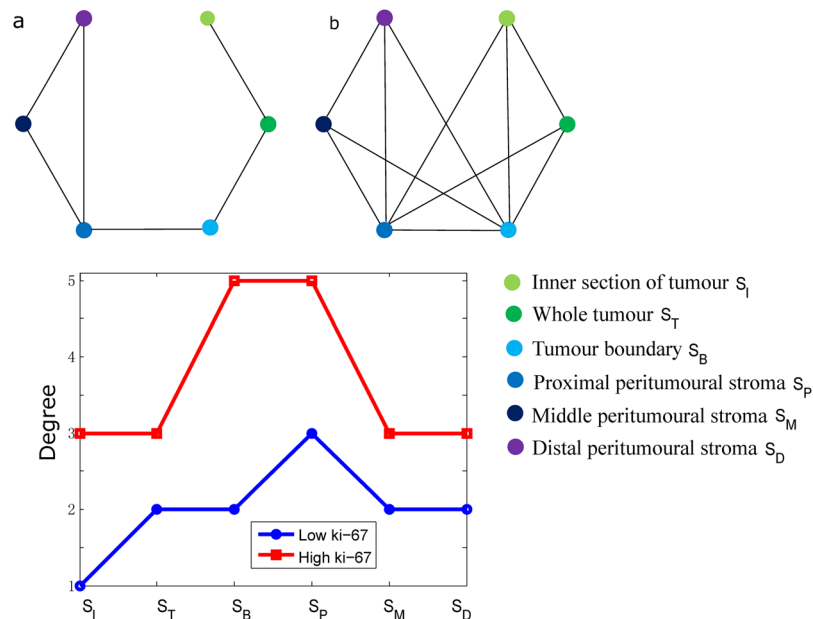 a
b
Degree
5
4
3
2
1
Low ki-67
High ki-67
S_I
S_T
S_B
S_P
S_M
S_D
Inner section of tumour S_I
Whole tumour S_T
Tumour boundary S_B
Proximal peritumoural stroma S_P
Middle peritumoural stroma S_M
Distal peritumoural stroma S_D